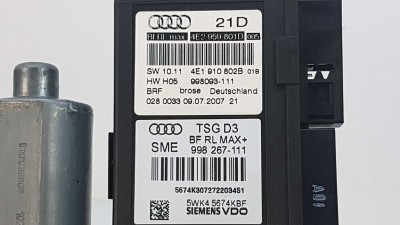 21D
BFRL max 4E2 959 801D 005
SW 10.11 4E1 910 802B 018
HW H05 998093-111
BRF brose Deutschland
028 0033 09.07.2007 21
TSG D3
SME BF RL MAX+
998 267-111
5674K307272203451
5WK4 5674KBF
SIEMENS VDO